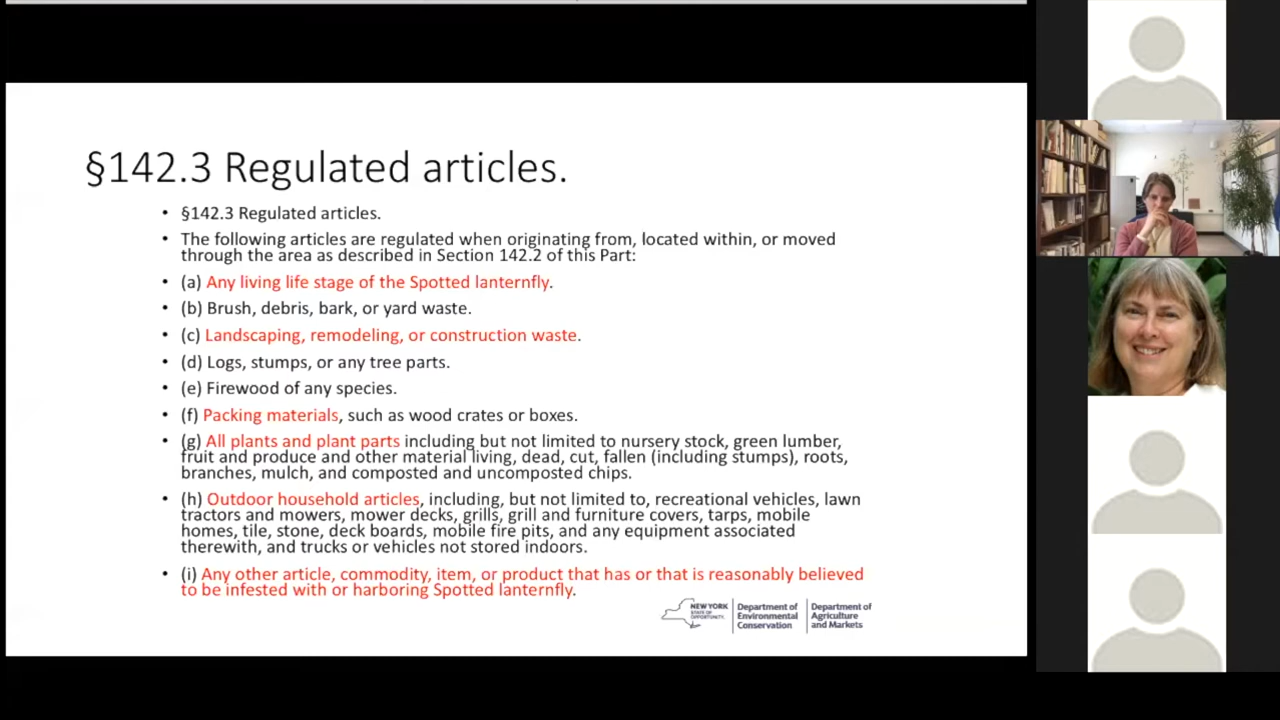 §142.3 Regulated articles.
• §142.3 Regulated articles.
• The following articles are regulated when originating from, located within, or moved
through the area as described in Section 142.2 of this Part:
• (a) Any living life stage of the Spotted lanternfly.
• (b) Brush, debris, bark, or yard waste.
• (c) Landscaping, remodeling, or construction waste.
• (d) Logs, stumps, or any tree parts.
• (e) Firewood of any species.
• (f) Packing materials, such as wood crates or boxes.
• (g) All plants and plant parts including but not limited to nursery stock, green lumber,
fruit and produce and other material living, dead, cut, fallen (including stumps), roots,
branches, mulch, and composted and uncomposted chips.
• (h) Outdoor household articles, including, but not limited to, recreational vehicles, lawn
tractors and mowers, mower decks, grills, grill and furniture covers, tarps, mobile
homes, tile, stone, deck boards, mobile fire pits, and any equipment associated
therewith, and trucks or vehicles not stored indoors.
• (i) Any other article, commodity, item, or product that has or that is reasonably believed
to be infested with or harboring Spotted lanternfly.
NEW YORK
STATE OF
OPPORTUNITY.
Department of
Environmental
Conservation
Department of
Agriculture
and Markets